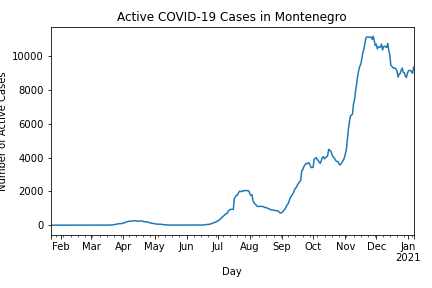 Active COVID-19 Cases in Montenegro
Number of Active Cases
10000
8000
6000
4000
2000
0
Feb Mar Apr May Jun Jul Aug Sep Oct Nov Dec Jan
2021
Day